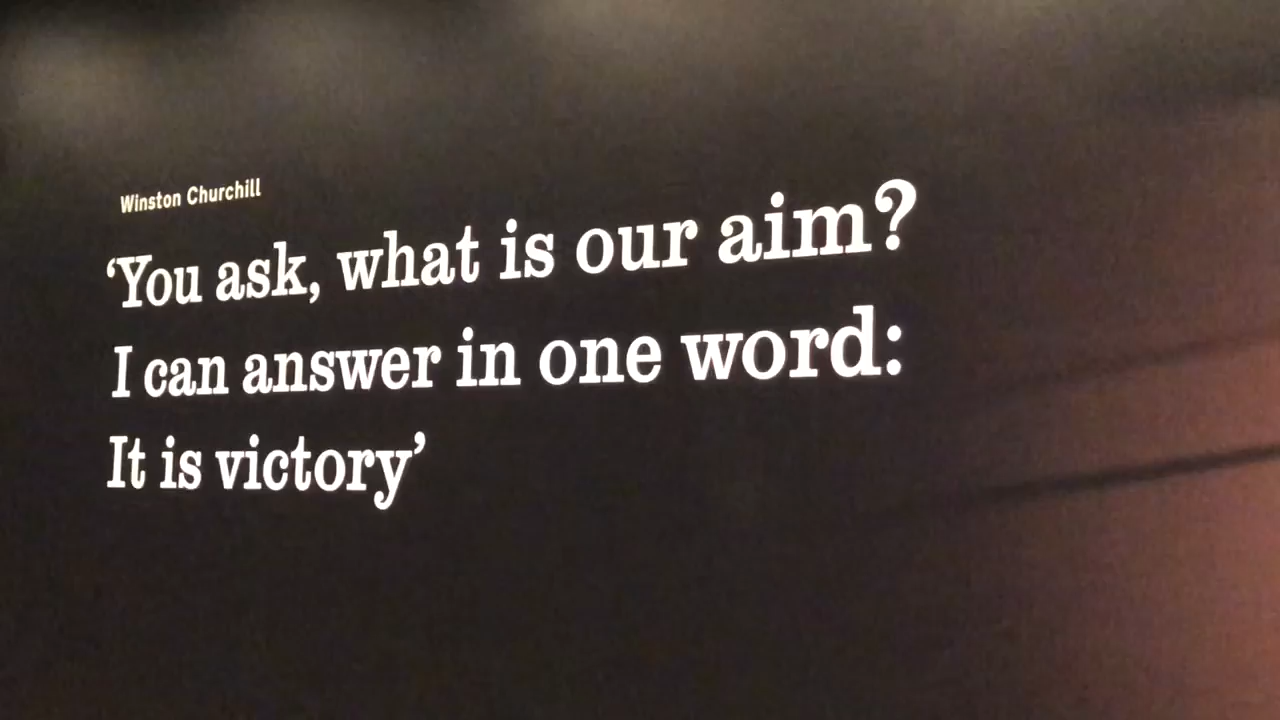 Winston Churchill
‘You ask, what is our aim?
I can answer in one word:
It is victory’